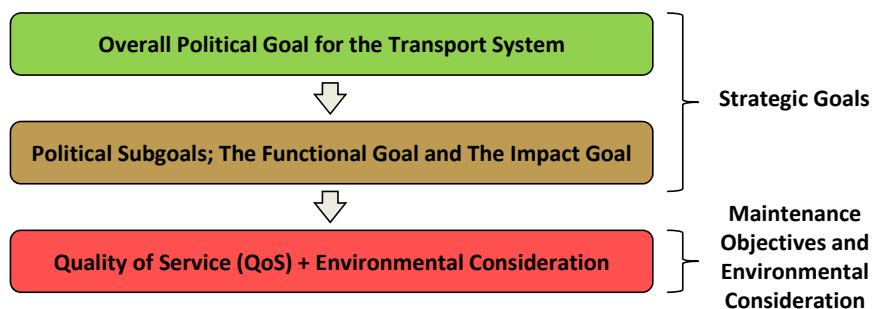 Overall Political Goal for the Transport System
Strategic Goals
Political Subgoals; The Functional Goal and The Impact Goal
Quality of Service (QoS) + Environmental Consideration
Maintenance
Objectives and
Environmental
Consideration